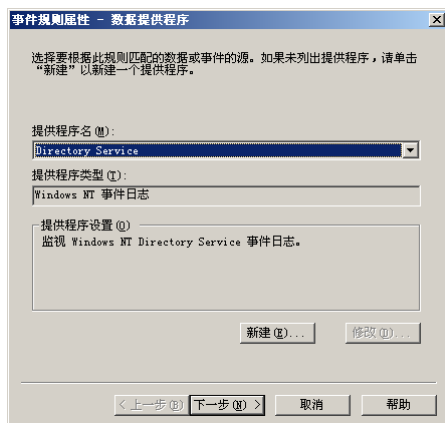 事件规则属性 - 数据提供程序
选择要根据此规则匹配的数据或事件的源。如果未列出提供程序,请单击
“新建”以新建一个提供程序。
提供程序名(M):
Directory Service
提供程序类型(T):
Windows NT 事件日志
提供程序设置(O)
监视 Windows NT Directory Service 事件日志。
新建(E)... 修改(D)...
< 上一步(B) 下一步(N) > 取消 帮助